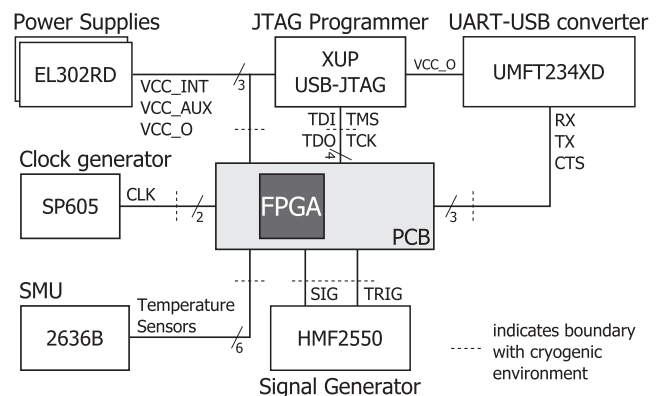 Power Supplies
JTAG Programmer
UART-USB converter
EL302RD
XUP
USB-JTAG
UMFT234XD
VCC_O
3
VCC_INT
VCC_AUX
VCC_O
TDI TMS
TDO TCK
4
RX
TX
CTS
Clock generator
SP605
CLK
2
FPGA
PCB
3
SMU
2636B
Temperature
Sensors
6
SIG
TRIG
HMF2550
Signal Generator
indicates boundary
with cryogenic
environment